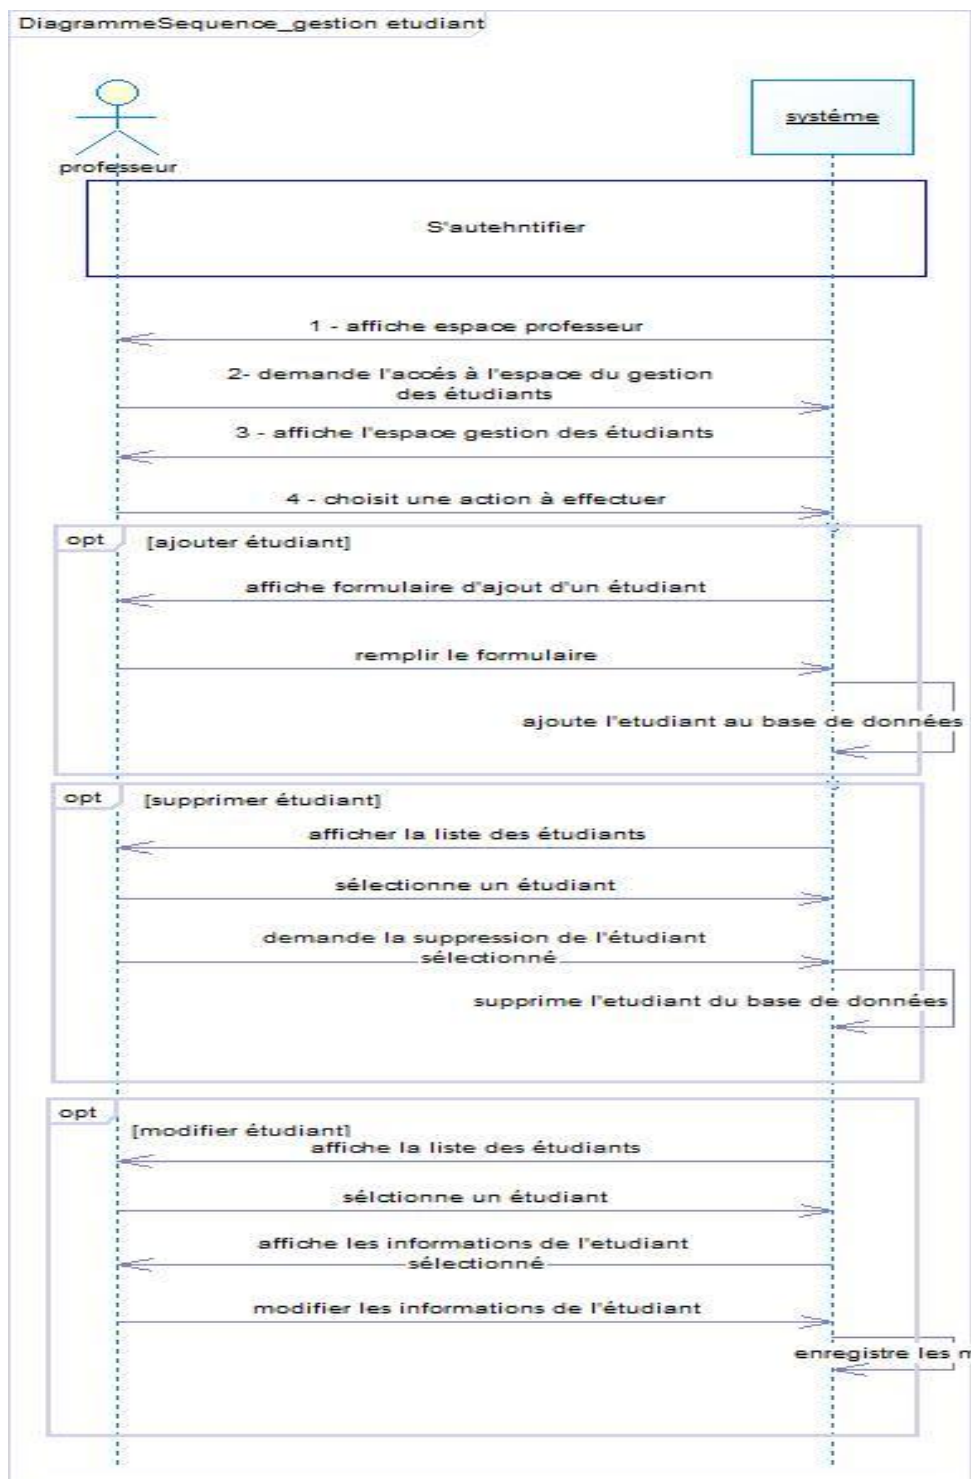 DiagrammeSequence_gestion etudiant
systéme
professeur
S'autehntifier
1 - affiche espace professeur
2- demande l'accés à l'espace du gestion
des étudiants
3 - affiche l'espace gestion des étudiants
4 - choisit une action à effectuer
opt
[ajouter étudiant]
affiche formulaire d'ajout d'un étudiant
remplir le formulaire
ajoute l'etudiant au base de données
opt
[supprimer étudiant]
afficher la liste des étudiants
sélectionne un étudiant
demande la suppression de l'étudiant
sélectionné
supprime l'etudiant du base de données
opt
[modifier étudiant]
affiche la liste des étudiants
sélctionne un étudiant
affiche les informations de l'etudiant
sélectionné
modifier les informations de l'étudiant
enregistre les